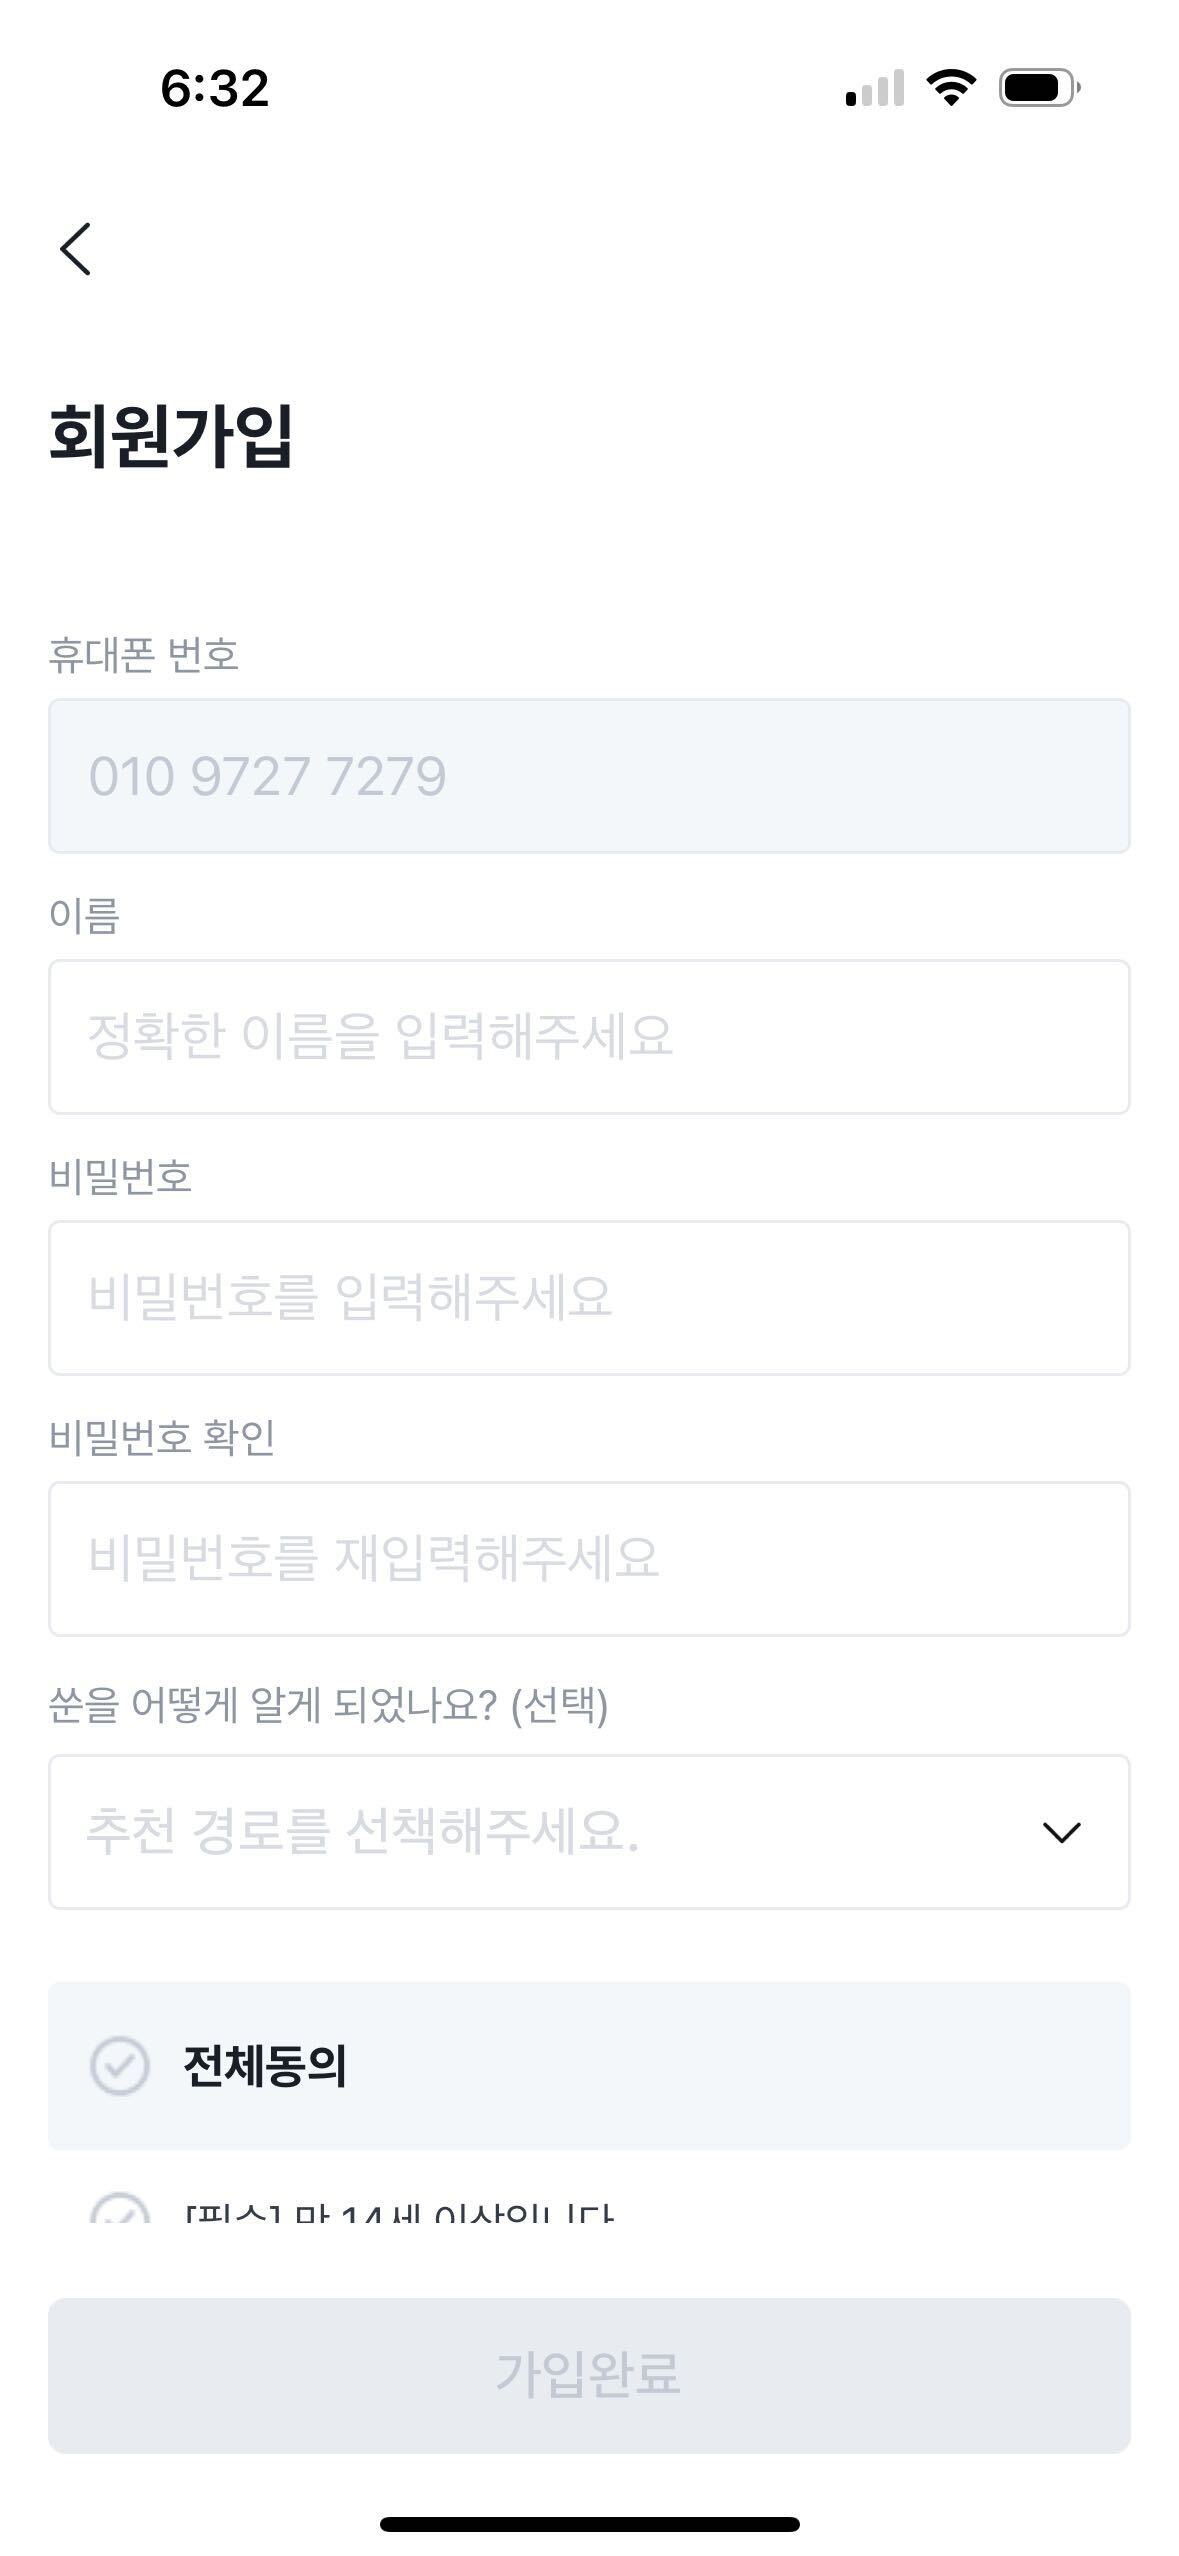 6:32
회원가입
휴대폰 번호
010 9727 7279
이름
정확한 이름을 입력해주세요
비밀번호
비밀번호를 입력해주세요
비밀번호 확인
비밀번호를 재입력해주세요
쑨을 어떻게 알게 되었나요? (선택)
추천 경로를 선책해주세요.
전체동의
[필수] 만 14세 이상입니다
가입완료